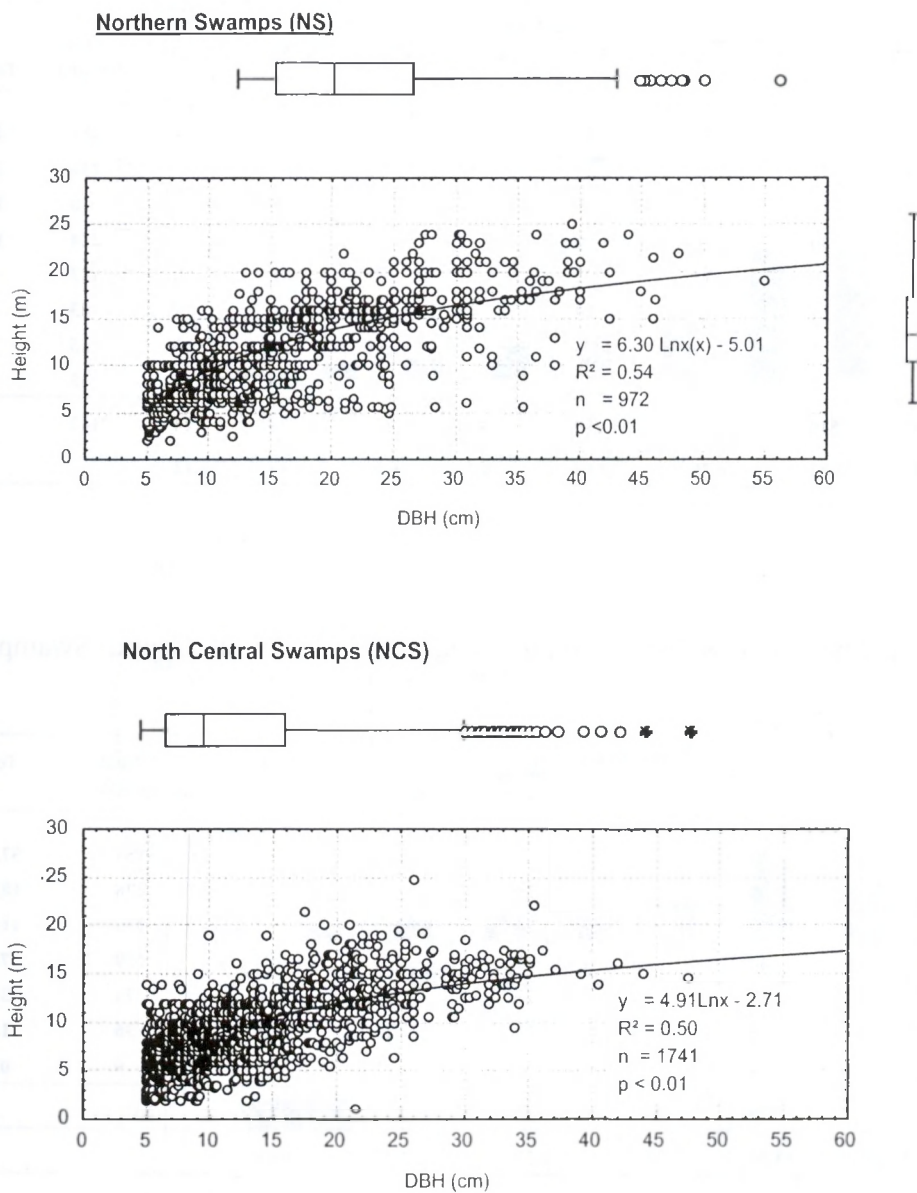 Northern Swamps (NS)
30
25
20
15
10
5
0
Height (m)
y = 6.30 Lnx(x) - 5.01
R² = 0.54
n = 972
p <0.01
0 5 10 15 20 25 30 35 40 45 50 55 60
DBH (cm)
North Central Swamps (NCS)
30
25
20
15
10
5
0
Height (m)
y = 4.91Lnx - 2.71
R² = 0.50
n = 1741
p < 0.01
0 5 10 15 20 25 30 35 40 45 50 55 60
DBH (cm)